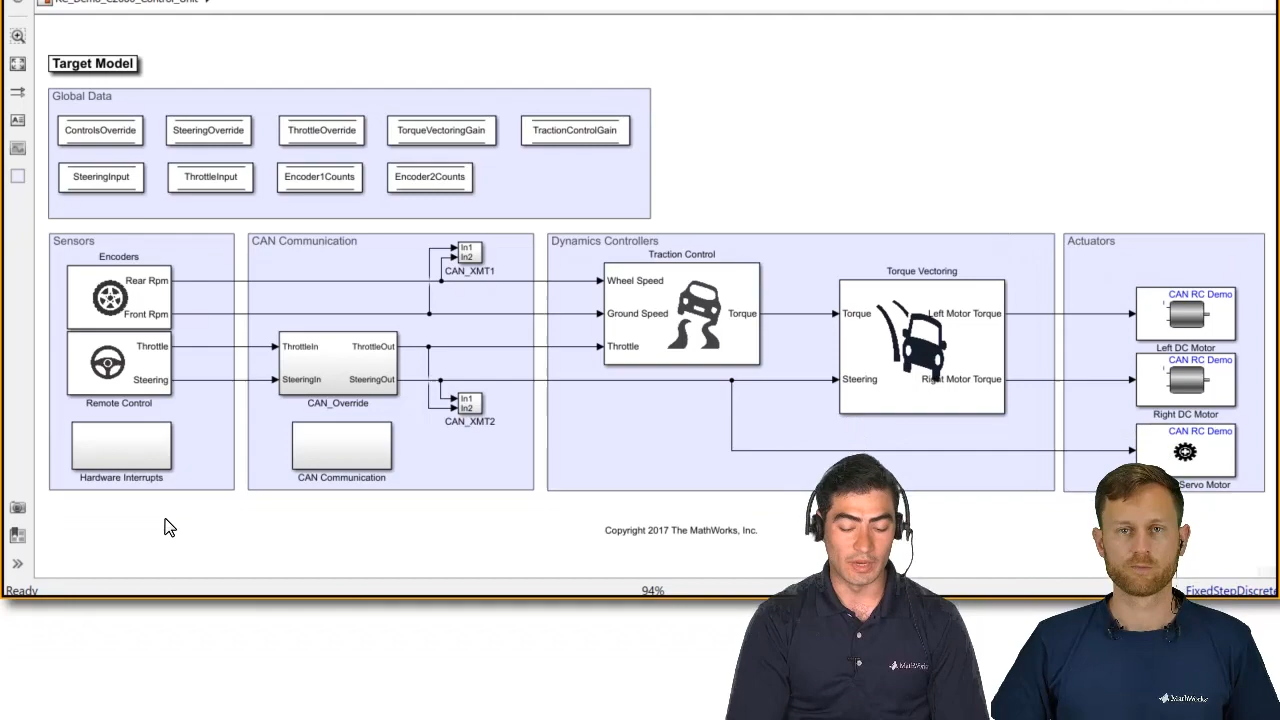 RC_Demo_C2000_Control_Unit
Target Model
Global Data
ControlsOverride
SteeringOverride
ThrottleOverride
TorqueVectoringGain
TractionControlGain
SteeringInput
ThrottleInput
Encoder1Counts
Encoder2Counts
Sensors
Encoders
Rear Rpm
Front Rpm
Throttle
Steering
Remote Control
Hardware Interrupts
CAN Communication
In1
In2
CAN_XMT1
ThrottleIn
ThrottleOut
SteeringIn
SteeringOut
CAN_Override
In1
In2
CAN_XMT2
CAN Communication
Dynamics Controllers
Traction Control
Wheel Speed
Ground Speed
Torque
Throttle
Torque Vectoring
Torque
Left Motor Torque
Steering
Right Motor Torque
Actuators
CAN RC Demo
Left DC Motor
CAN RC Demo
Right DC Motor
CAN RC Demo
Servo Motor
Copyright 2017 The MathWorks, Inc.
Ready
94%
FixedStepDiscrete
MathWorks
MathWorks